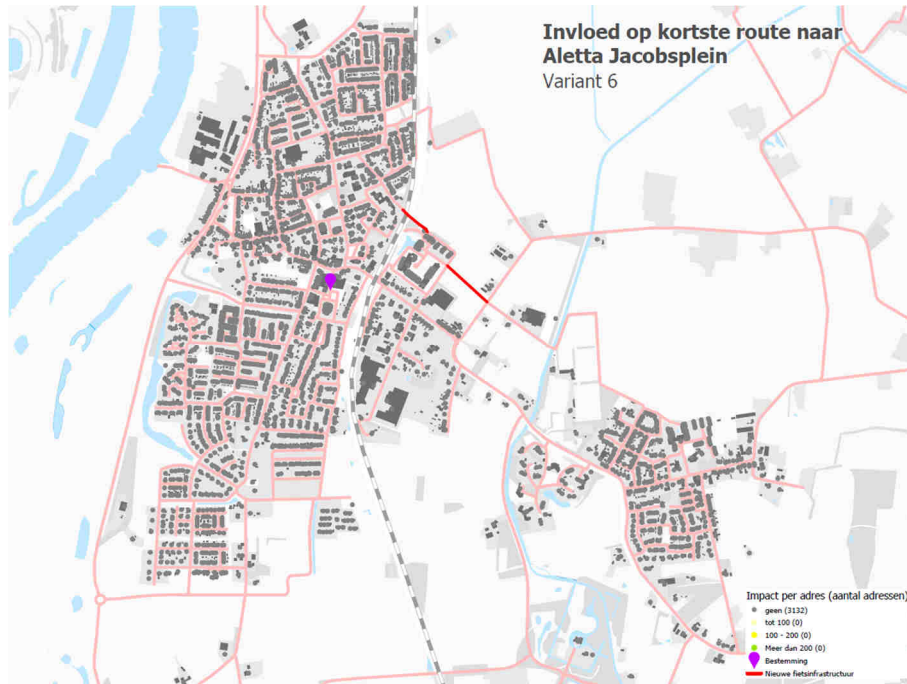 Invloed op kortste route naar
Aletta Jacobsplein
Variant 6
Impact per adres (aantal adressen)
geen (3132)
tot 100 (0)
100 - 200 (0)
Meer dan 200 (0)
Bestemming
Nieuwe fietsinfrastructuur